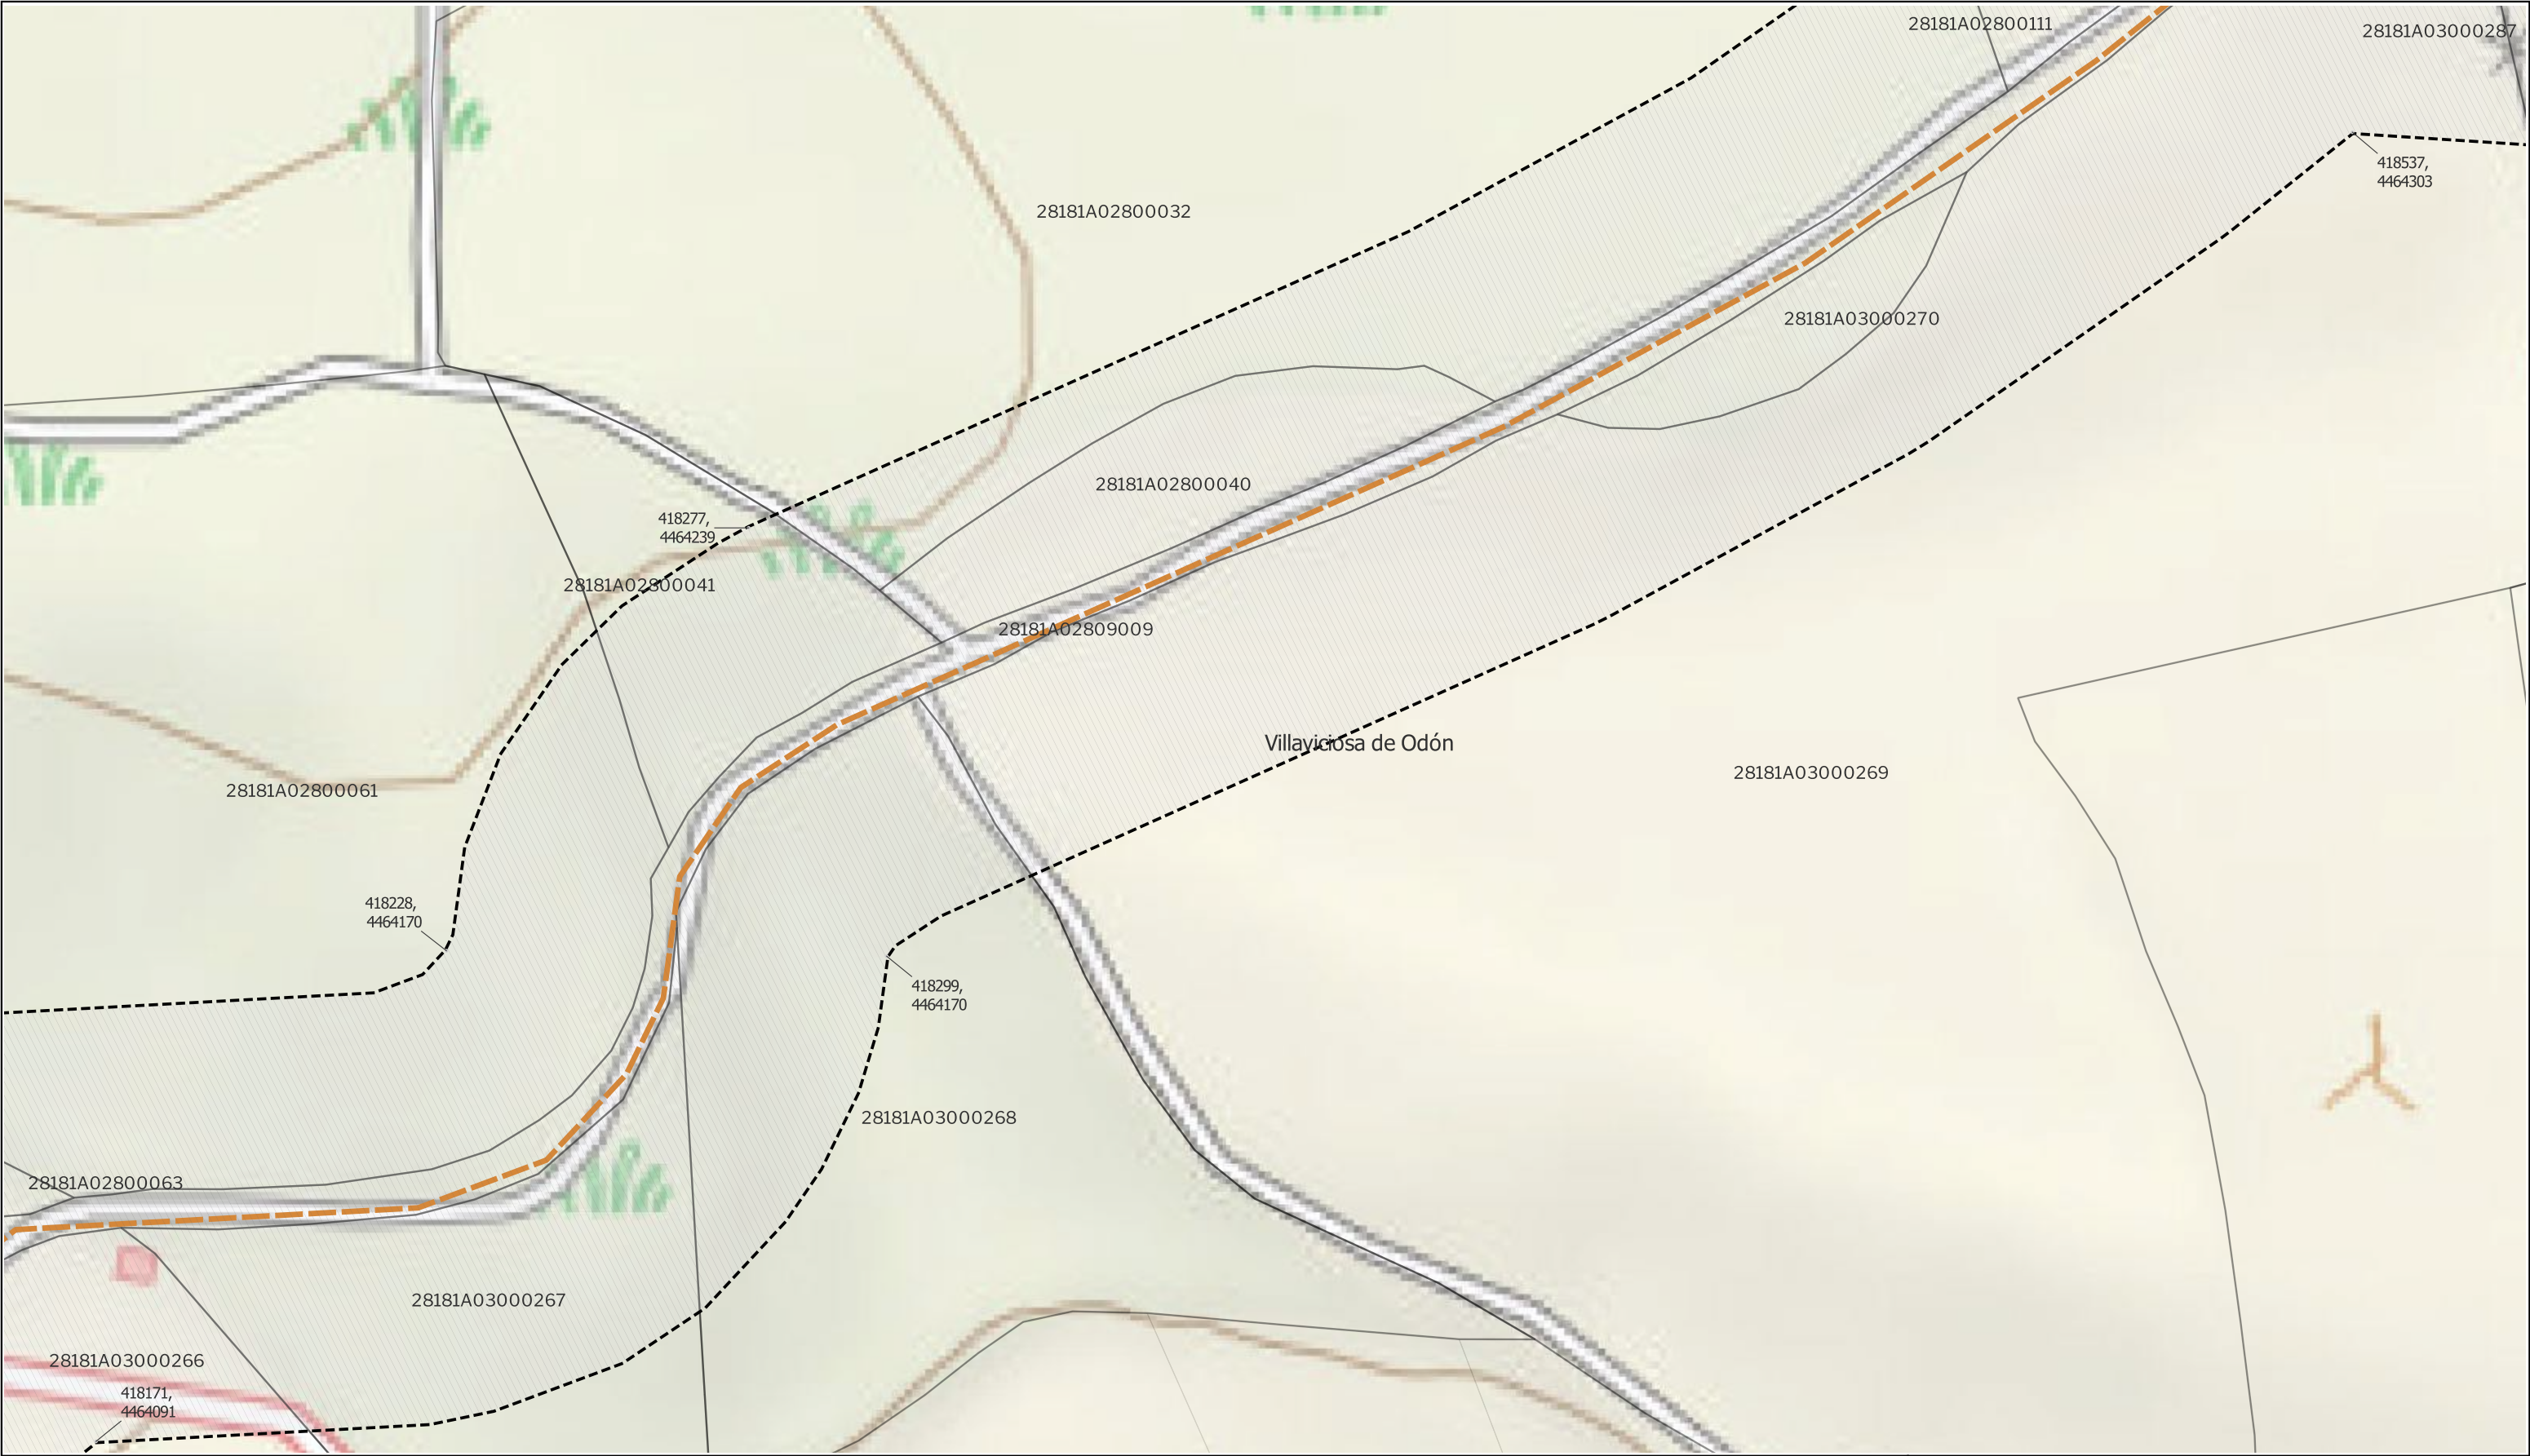 28181A02800111
28181A03000287
418537,
4464303
28181A02800032
28181A03000270
28181A02800040
418277,
4464239
28181A02800041
28181A02809009
Villaviciosa de Odón
28181A03000269
28181A02800061
418228,
4464170
418299,
4464170
28181A03000268
28181A02800063
28181A03000267
28181A03000266
418171,
4464091